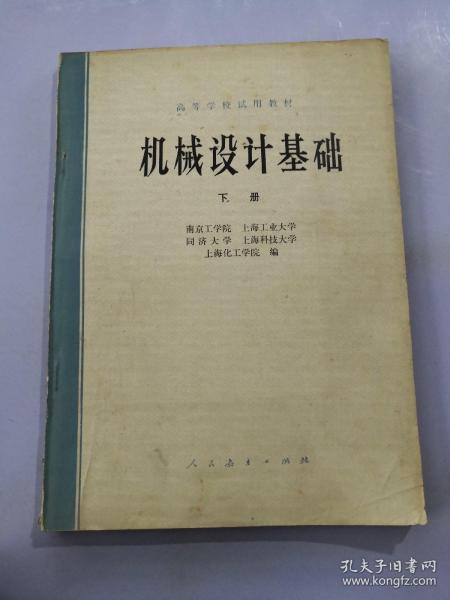 高等学校试用教材
机械设计基础
下册
南京工学院 上海工业大学
同济大学 上海科技大学
上海化工学院 编
人民教育出版社
孔夫子旧书网
www.kongfz.com